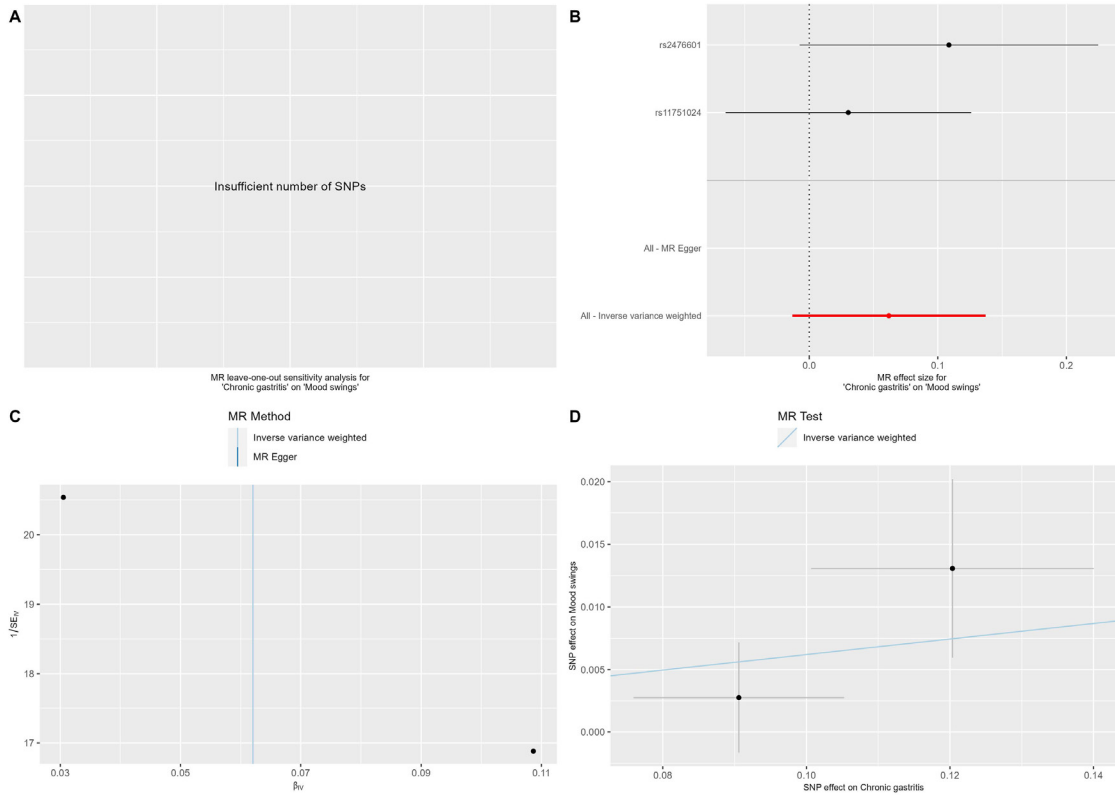 A
Insufficient number of SNPs
MR leave-one-out sensitivity analysis for
'Chronic gastritis' on 'Mood swings'
B
rs2476601
rs11751024
All - MR Egger
All - Inverse variance weighted
0.0
0.1
0.2
MR effect size for
'Chronic gastritis' on 'Mood swings'
C
MR Method
Inverse variance weighted
MR Egger
20
19
18
17
1/SE_IV
0.03
0.05
0.07
0.09
0.11
β_IV
D
MR Test
Inverse variance weighted
0.020
0.015
0.010
0.005
0.000
SNP effect on Mood swings
0.08
0.10
0.12
0.14
SNP effect on Chronic gastritis